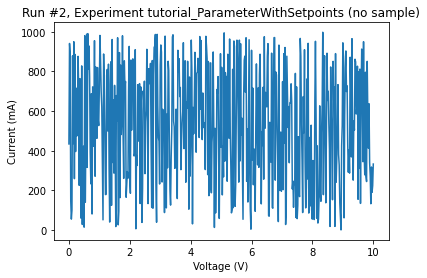 Run #2, Experiment tutorial_ParameterWithSetpoints (no sample)
1000
800
600
400
200
0
Current (mA)
0 2 4 6 8 10
Voltage (V)